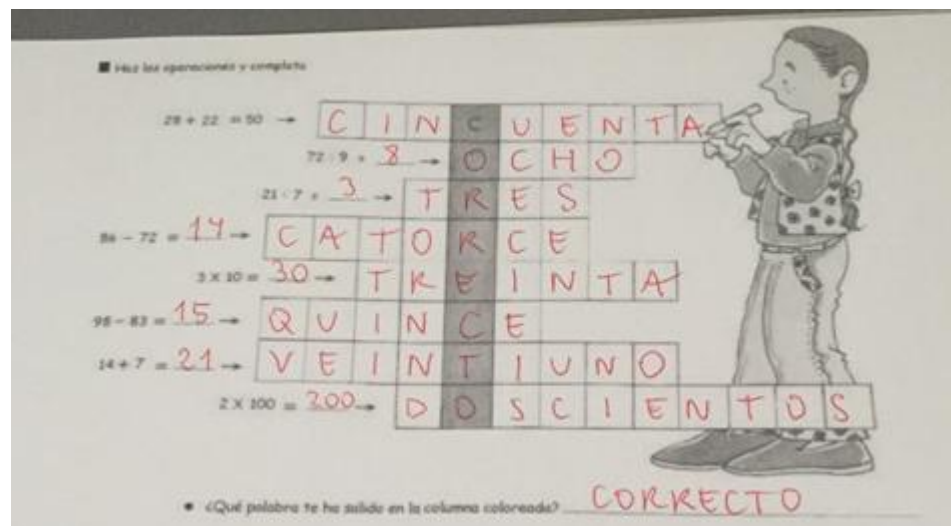 ■ Haz las operaciones y completa
28 + 22 = 50 → CINCUENTA
72 : 9 = 8 → OCHO
21 : 7 = 3 → TRES
86 - 72 = 14 → CATORCE
3 X 10 = 30 → TREINTA
98 - 83 = 15 → QUINCE
14 + 7 = 21 → VEINTIUNO
2 X 100 = 200 → DOSCIENTOS
• ¿Qué palabra te ha salido en la columna coloreada? CORRECTO